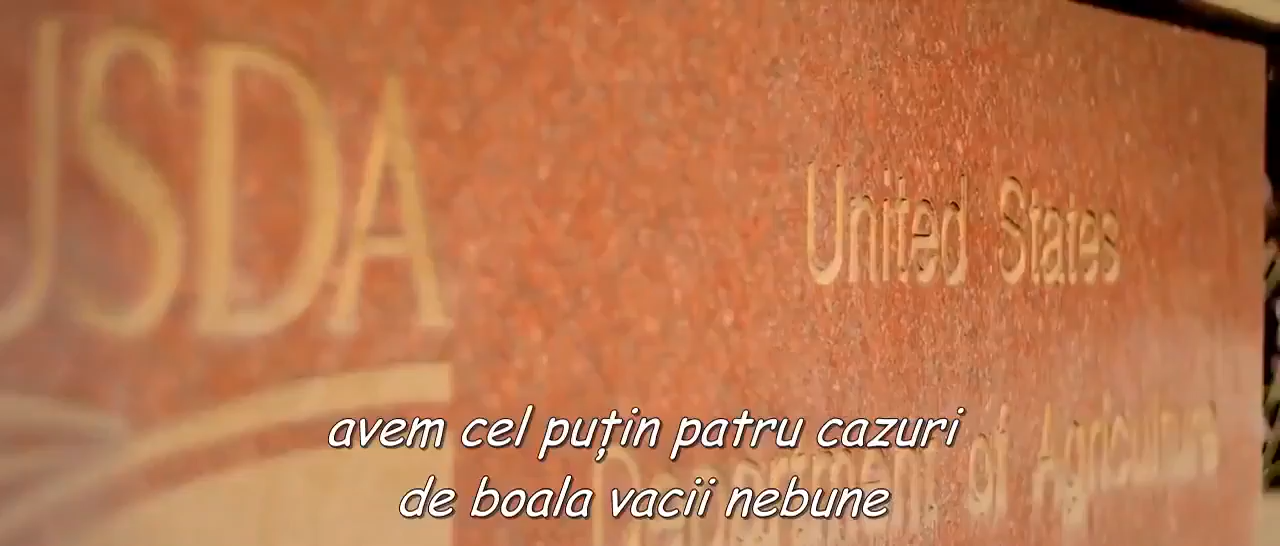 USDA
United States
Department of Agriculture
avem cel puțin patru cazuri
de boala vacii nebune